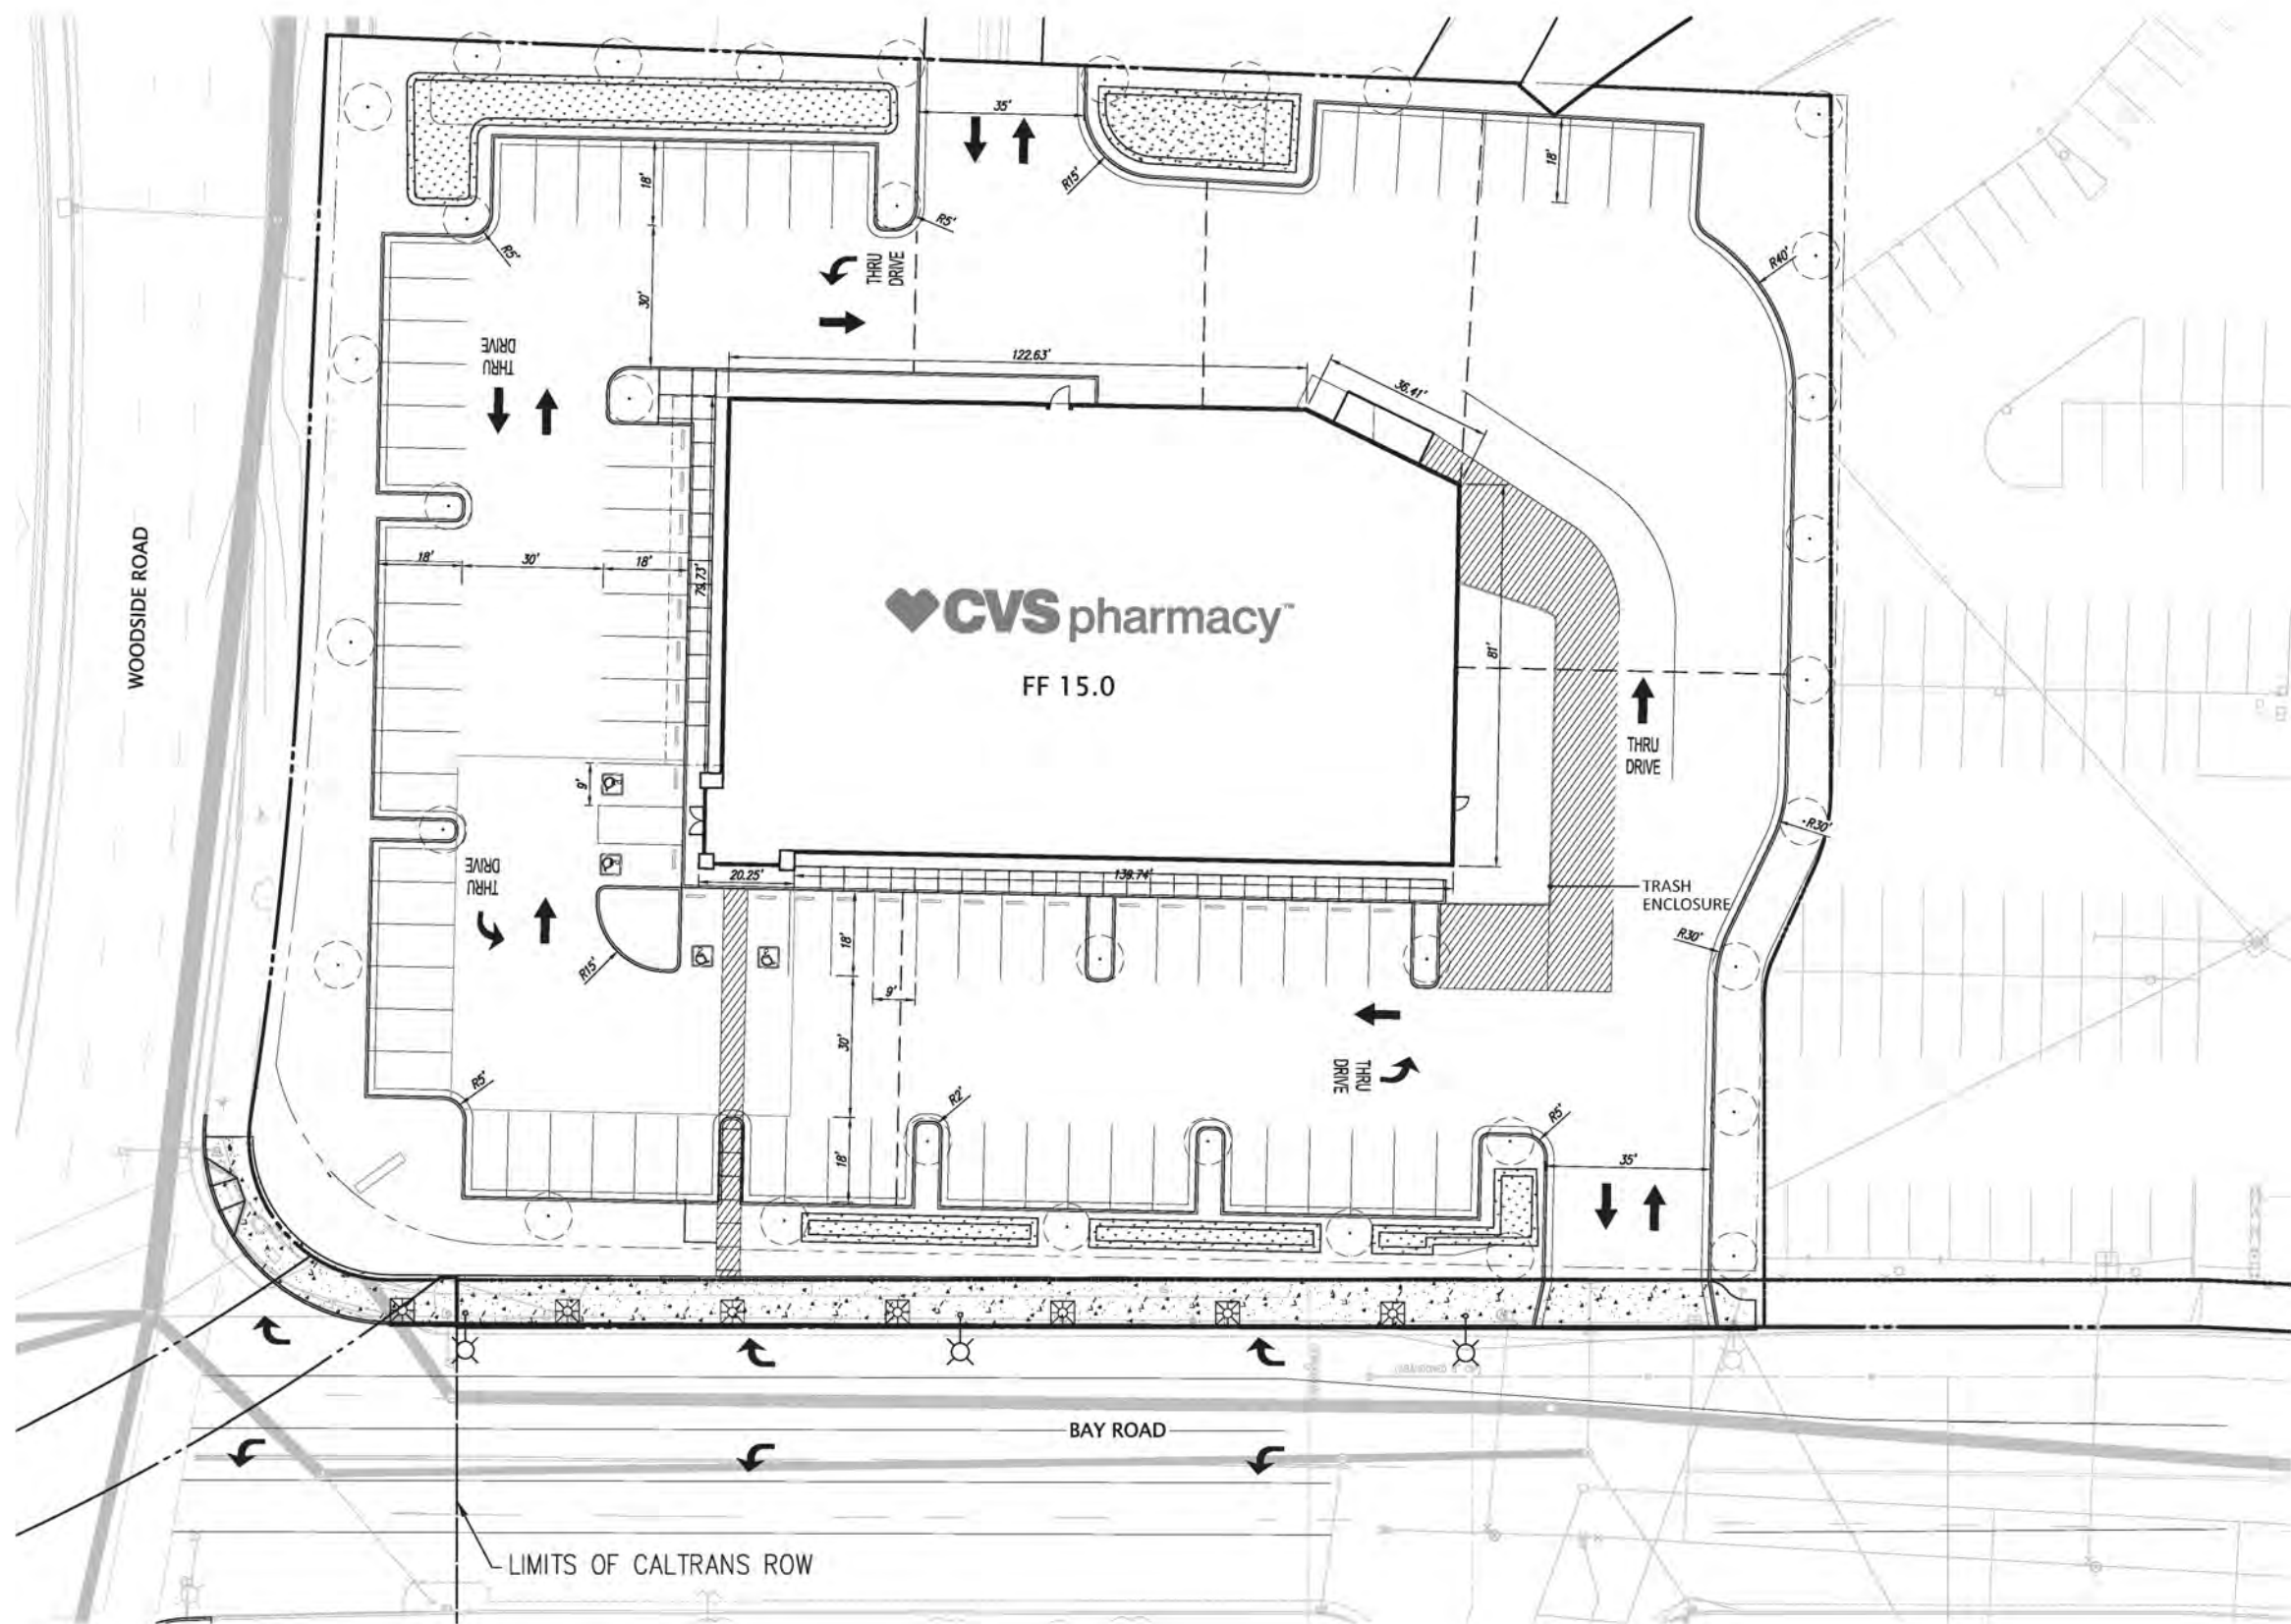 35'
18'
R15'
18'
R5'
R5'
THRU
DRIVE
R40'
30'
THRU
DRIVE
122.63'
36.41'
WOODSIDE ROAD
18'
30'
18'
79.73'
CVS pharmacy™
FF 15.0
81'
THRU
DRIVE
9'
R30'
THRU
DRIVE
20.25'
139.74'
TRASH
ENCLOSURE
R30'
R15'
18'
9'
30'
THRU
DRIVE
R5'
R2'
R5'
18'
35'
BAY ROAD
LIMITS OF CALTRANS ROW